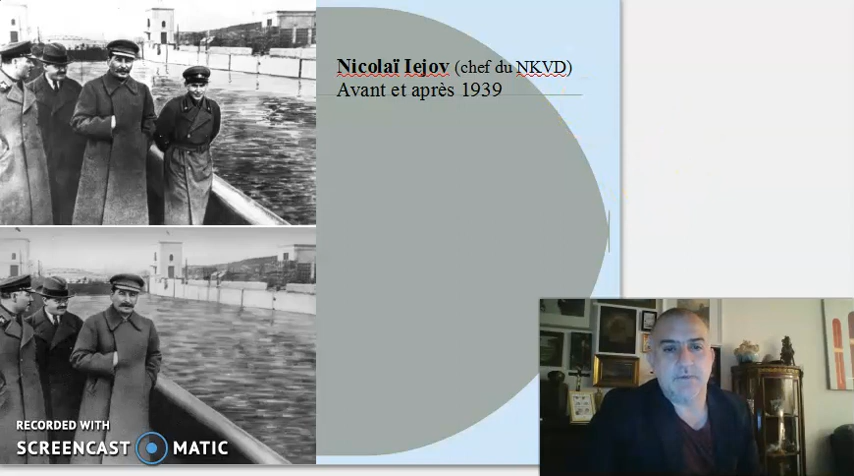 Nicolaï Iejov (chef du NKVD)
Avant et après 1939
RECORDED WITH
SCREENCAST MATIC